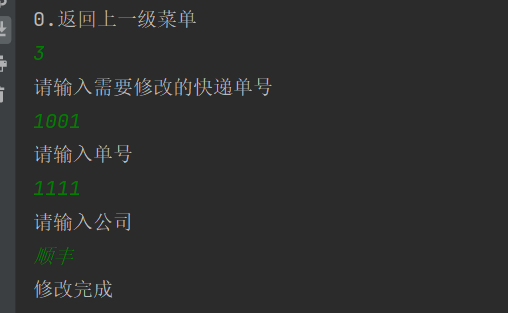 0.返回上一级菜单
3
请输入需要修改的快递单号
1001
请输入单号
1111
请输入公司
顺丰
修改完成